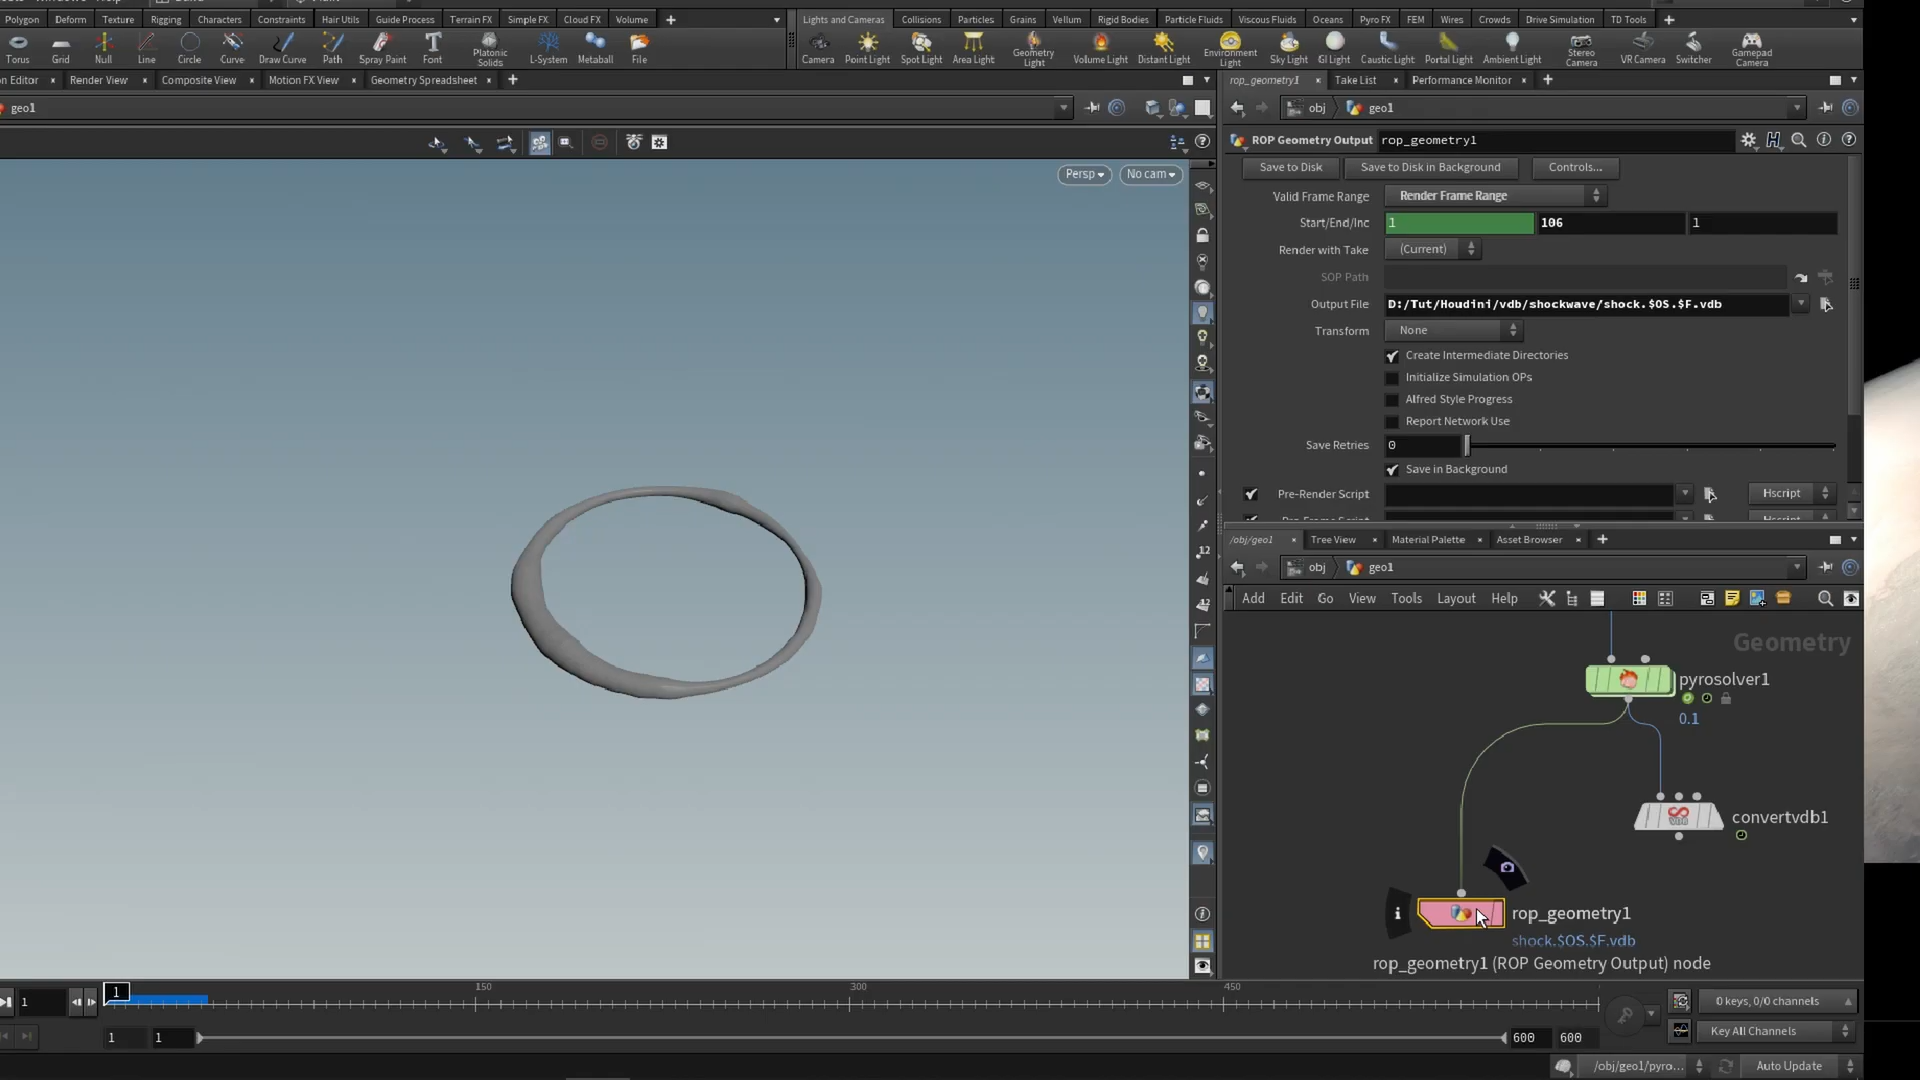 Polygon Deform Texture Rigging Characters Constraints Hair Utils Guide Process Terrain FX Simple FX Cloud FX Volume
Lights and Cameras Collisions Particles Grains Vellum Rigid Bodies Particle Fluids Viscous Fluids Oceans Pyro FX FEM Wires Crowds Drive Simulation TD Tools
Torus Grid Null Line Circle Curve Draw Curve Path Spray Paint Font Platonic Solids L-System Metaball File
Camera Point Light Spot Light Area Light Geometry Light Volume Light Distant Light Environment Light Sky Light GI Light Caustic Light Portal Light Ambient Light Stereo Camera VR Camera Switcher Gamepad Camera
on Editor Render View Composite View Motion FX View Geometry Spreadsheet
rop_geometry1 Take List Performance Monitor
geo1
obj geo1
ROP Geometry Output rop_geometry1
Persp No cam
Save to Disk Save to Disk in Background Controls...
Valid Frame Range Render Frame Range
Start/End/Inc 1 106 1
Render with Take (Current)
SOP Path
Output File D:/Tut/Houdini/vdb/shockwave/shock.$OS.$F.vdb
Transform None
Create Intermediate Directories
Initialize Simulation OPs
Alfred Style Progress
Report Network Use
Save Retries 0
Save in Background
Pre-Render Script Hscript
/obj/geo1 Tree View Material Palette Asset Browser
obj geo1
Add Edit Go View Tools Layout Help
Geometry
pyrosolver1
0.1
convertvdb1
rop_geometry1
shock.$OS.$F.vdb
rop_geometry1 (ROP Geometry Output) node
1 1 150 300 450
0 keys, 0/0 channels
1 1 600 600
Key All Channels
/obj/geo1/pyro... Auto Update